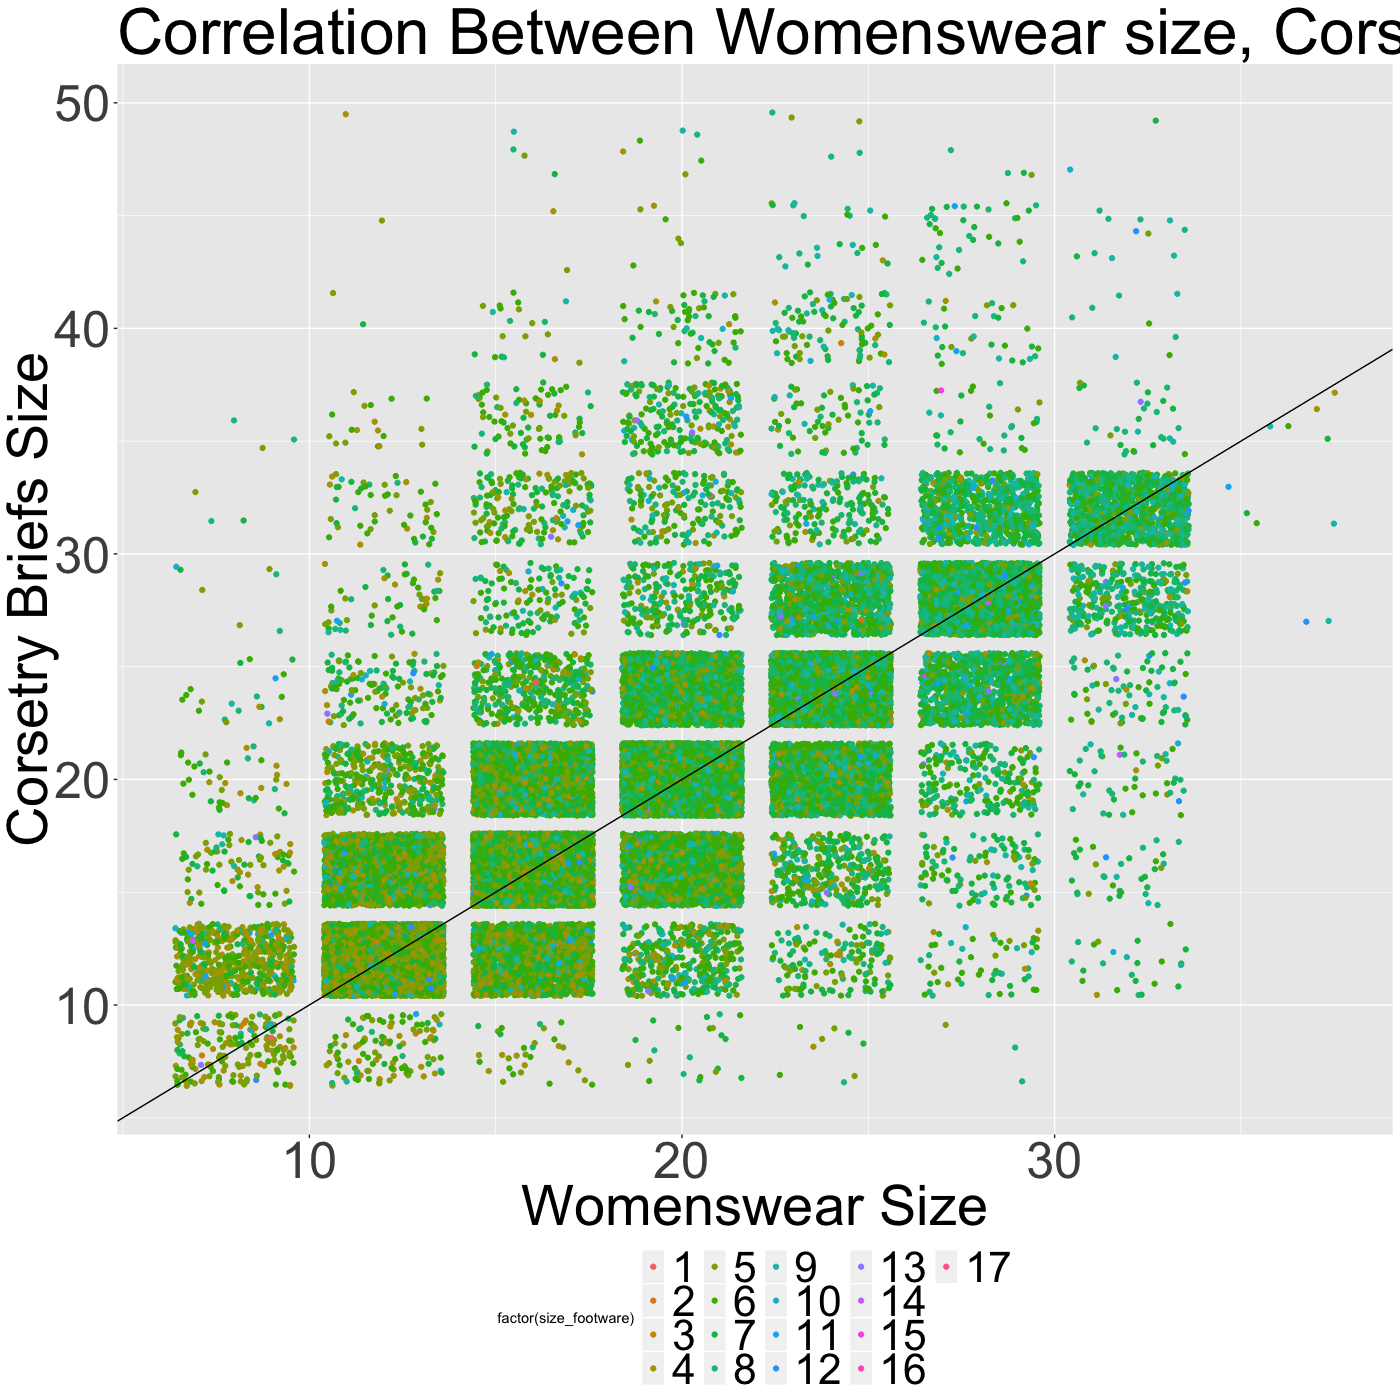 Correlation Between Womenswear size, Cors
50
40
30
20
10
Corsetry Briefs Size
10 20 30
Womenswear Size
factor(size_footware)
1 5 9 13 17
2 6 10 14
3 7 11 15
4 8 12 16